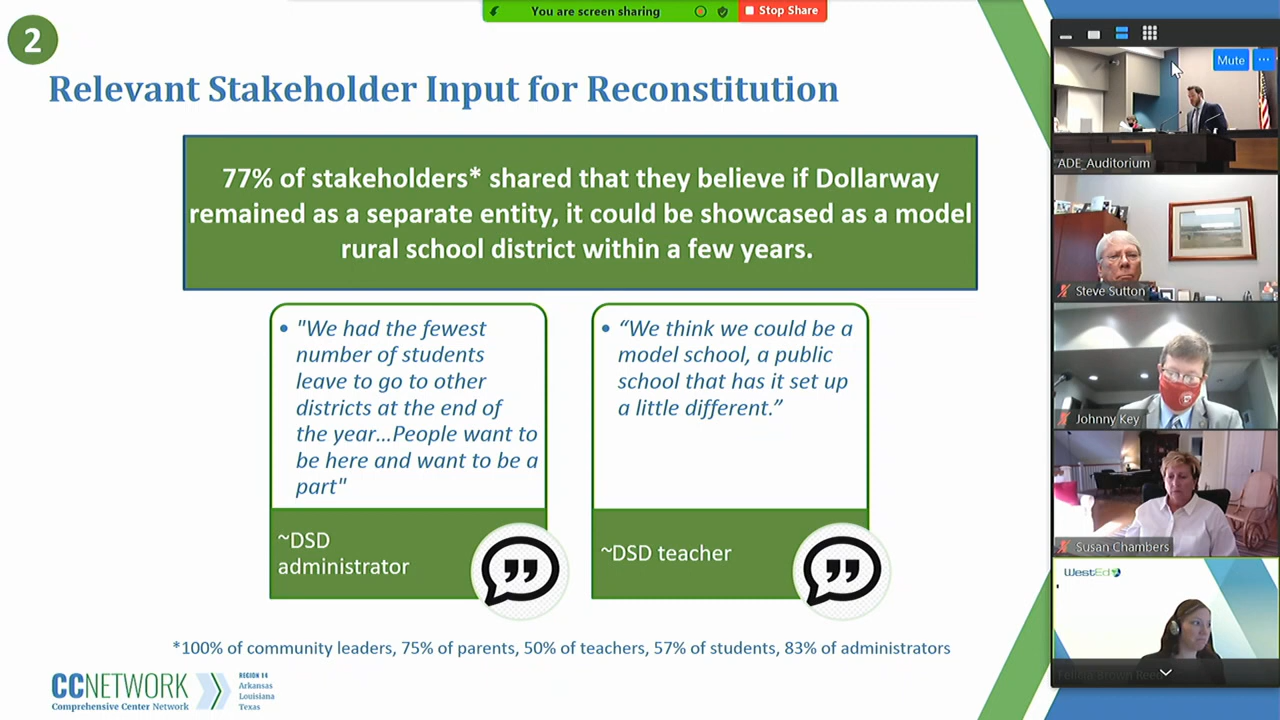 You are screen sharing
Stop Share
2
Relevant Stakeholder Input for Reconstitution
77% of stakeholders* shared that they believe if Dollarway
remained as a separate entity, it could be showcased as a model
rural school district within a few years.
• "We had the fewest
number of students
leave to go to other
districts at the end of
the year...People want to
be here and want to be a
part"
~DSD
administrator
• “We think we could be a
model school, a public
school that has it set up
a little different.”
~DSD teacher
*100% of community leaders, 75% of parents, 50% of teachers, 57% of students, 83% of administrators
CCNETWORK
Comprehensive Center Network
REGION 14
Arkansas
Louisiana
Texas
Mute
ADE_Auditorium
Steve Sutton
Johnny Key
Susan Chambers
WestEd
Felicia Brown Reed